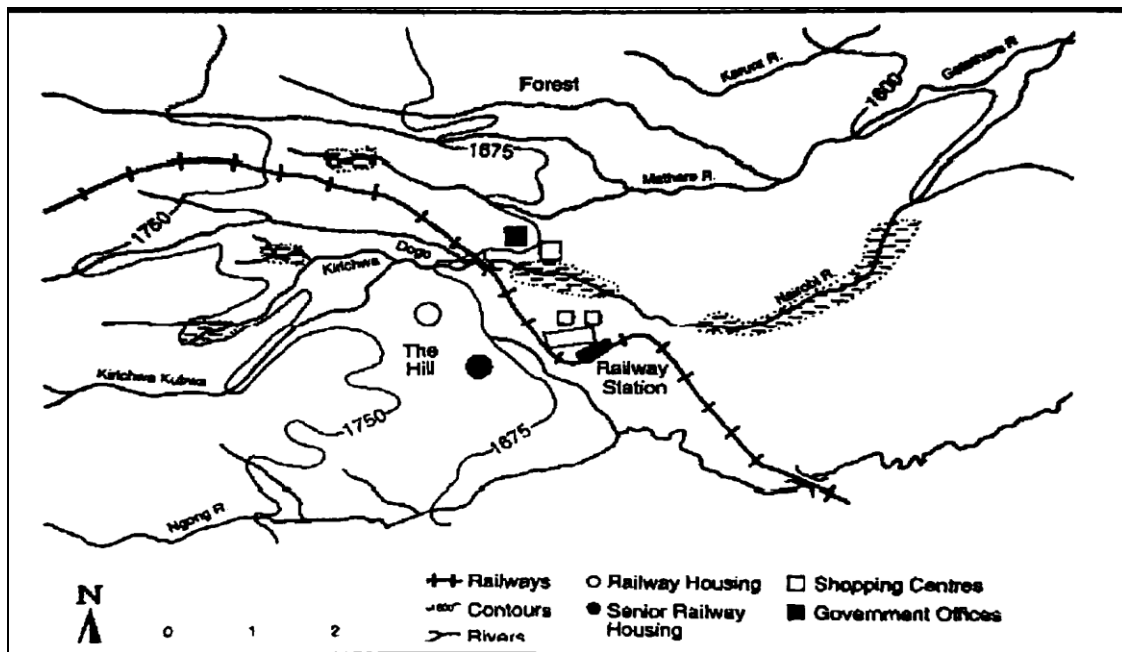 Karura R.
Gatathara R.
Forest
1600
1675
Mathare R.
1750
Dogo
Kirichwa
Nairobi R.
The
Hill
Railway
Station
Kirichwa Kubwa
1750
1675
Ngong R
N
0 1 2
Railways
Contours
Rivers
Railway Housing
Senior Railway
Housing
Shopping Centres
Government Offices